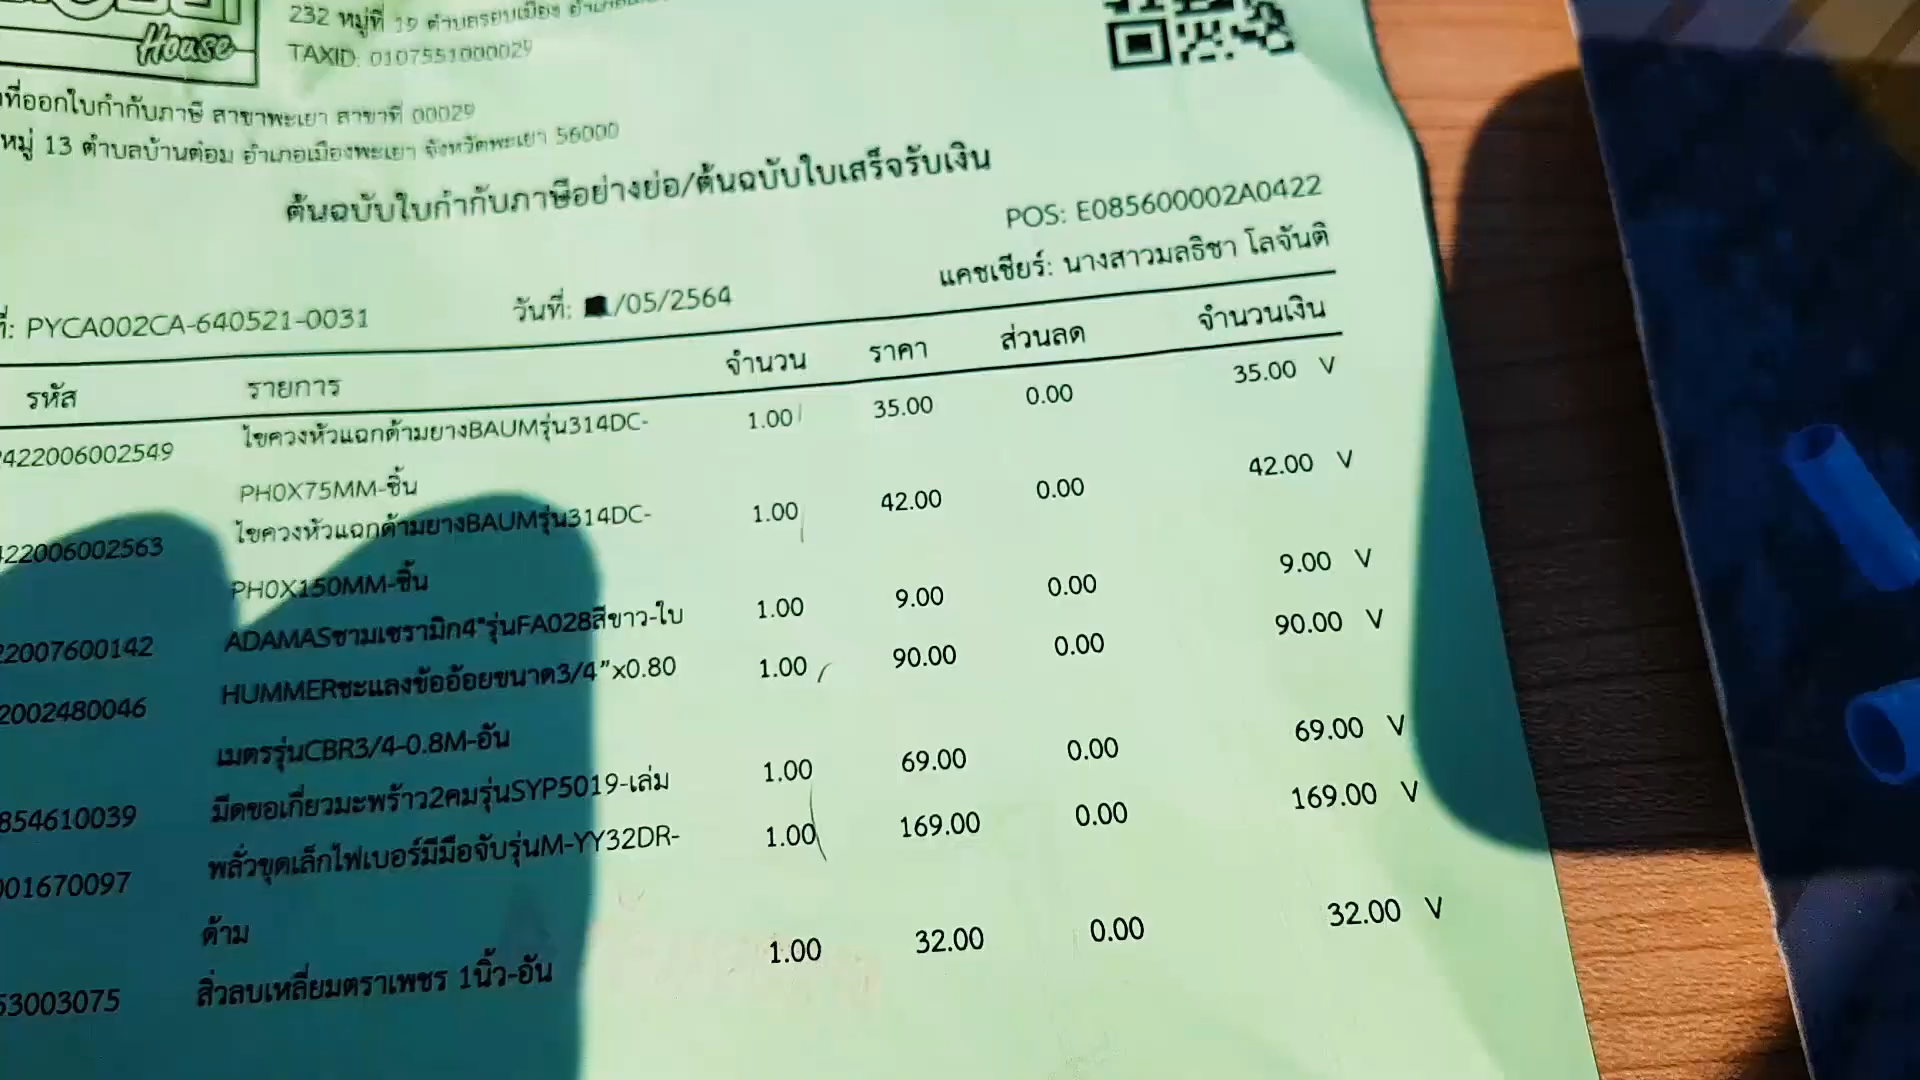 House
232 หมู่ที่ 19 ตำบลรอบเมือง
TAXID: 0107551000029
ที่ออกใบกำกับภาษี สาขาพะเยา สาขาที่ 00029
หมู่ 13 ตำบลบ้านต๋อม อำเภอเมืองพะเยา จังหวัดพะเยา 56000
ต้นฉบับใบกำกับภาษีอย่างย่อ/ต้นฉบับใบเสร็จรับเงิน
POS: E085600002A0422
แคชเชียร์: นางสาวมลธิชา โลจันติ
PYCA002CA-640521-0031 วันที่: /05/2564
รหัส รายการ จำนวน ราคา ส่วนลด จำนวนเงิน
422006002549 ไขควงหัวแฉกด้ามยางBAUMรุ่น314DC- 1.00 35.00 0.00 35.00 V
PH0X75MM-ชิ้น
422006002563 ไขควงหัวแฉกด้ามยางBAUMรุ่น314DC- 1.00 42.00 0.00 42.00 V
PH0X150MM-ชิ้น
22007600142 ADAMASชามเซรามิก4"รุ่นFA028สีขาว-ใบ 1.00 9.00 0.00 9.00 V
2002480046 HUMMERชะแลงข้ออ้อยขนาด3/4"x0.80 1.00 90.00 0.00 90.00 V
เมตรรุ่นCBR3/4-0.8M-อัน
854610039 มีดขอเกี่ยวมะพร้าว2คมรุ่นSYP5019-เล่ม 1.00 69.00 0.00 69.00 V
001670097 พลั่วขุดเล็กไฟเบอร์มีมือจับรุ่นM-YY32DR- 1.00 169.00 0.00 169.00 V
ด้าม
53003075 สิ่วลบเหลี่ยมตราเพชร 1นิ้ว-อัน 1.00 32.00 0.00 32.00 V